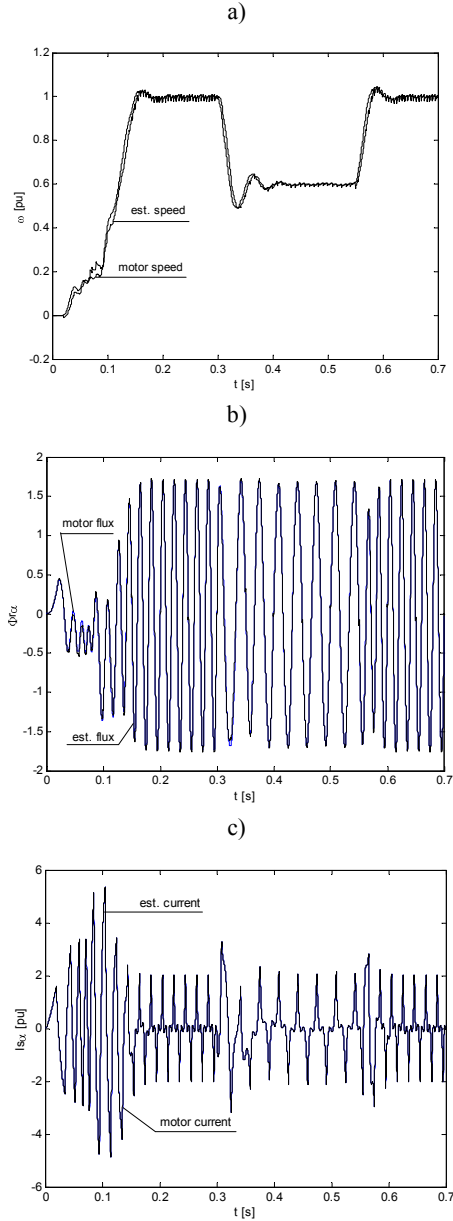 a)
1.2
1
0.8
0.6
0.4
0.2
0
-0.2
ω [pu]
est. speed
motor speed
0 0.1 0.2 0.3 0.4 0.5 0.6 0.7
t [s]
b)
2
1.5
1
0.5
0
-0.5
-1
-1.5
-2
Φrα
motor flux
est. flux
0 0.1 0.2 0.3 0.4 0.5 0.6 0.7
t [s]
c)
6
4
2
0
-2
-4
-6
Isα [pu]
est. current
motor current
0 0.1 0.2 0.3 0.4 0.5 0.6 0.7
t [s]